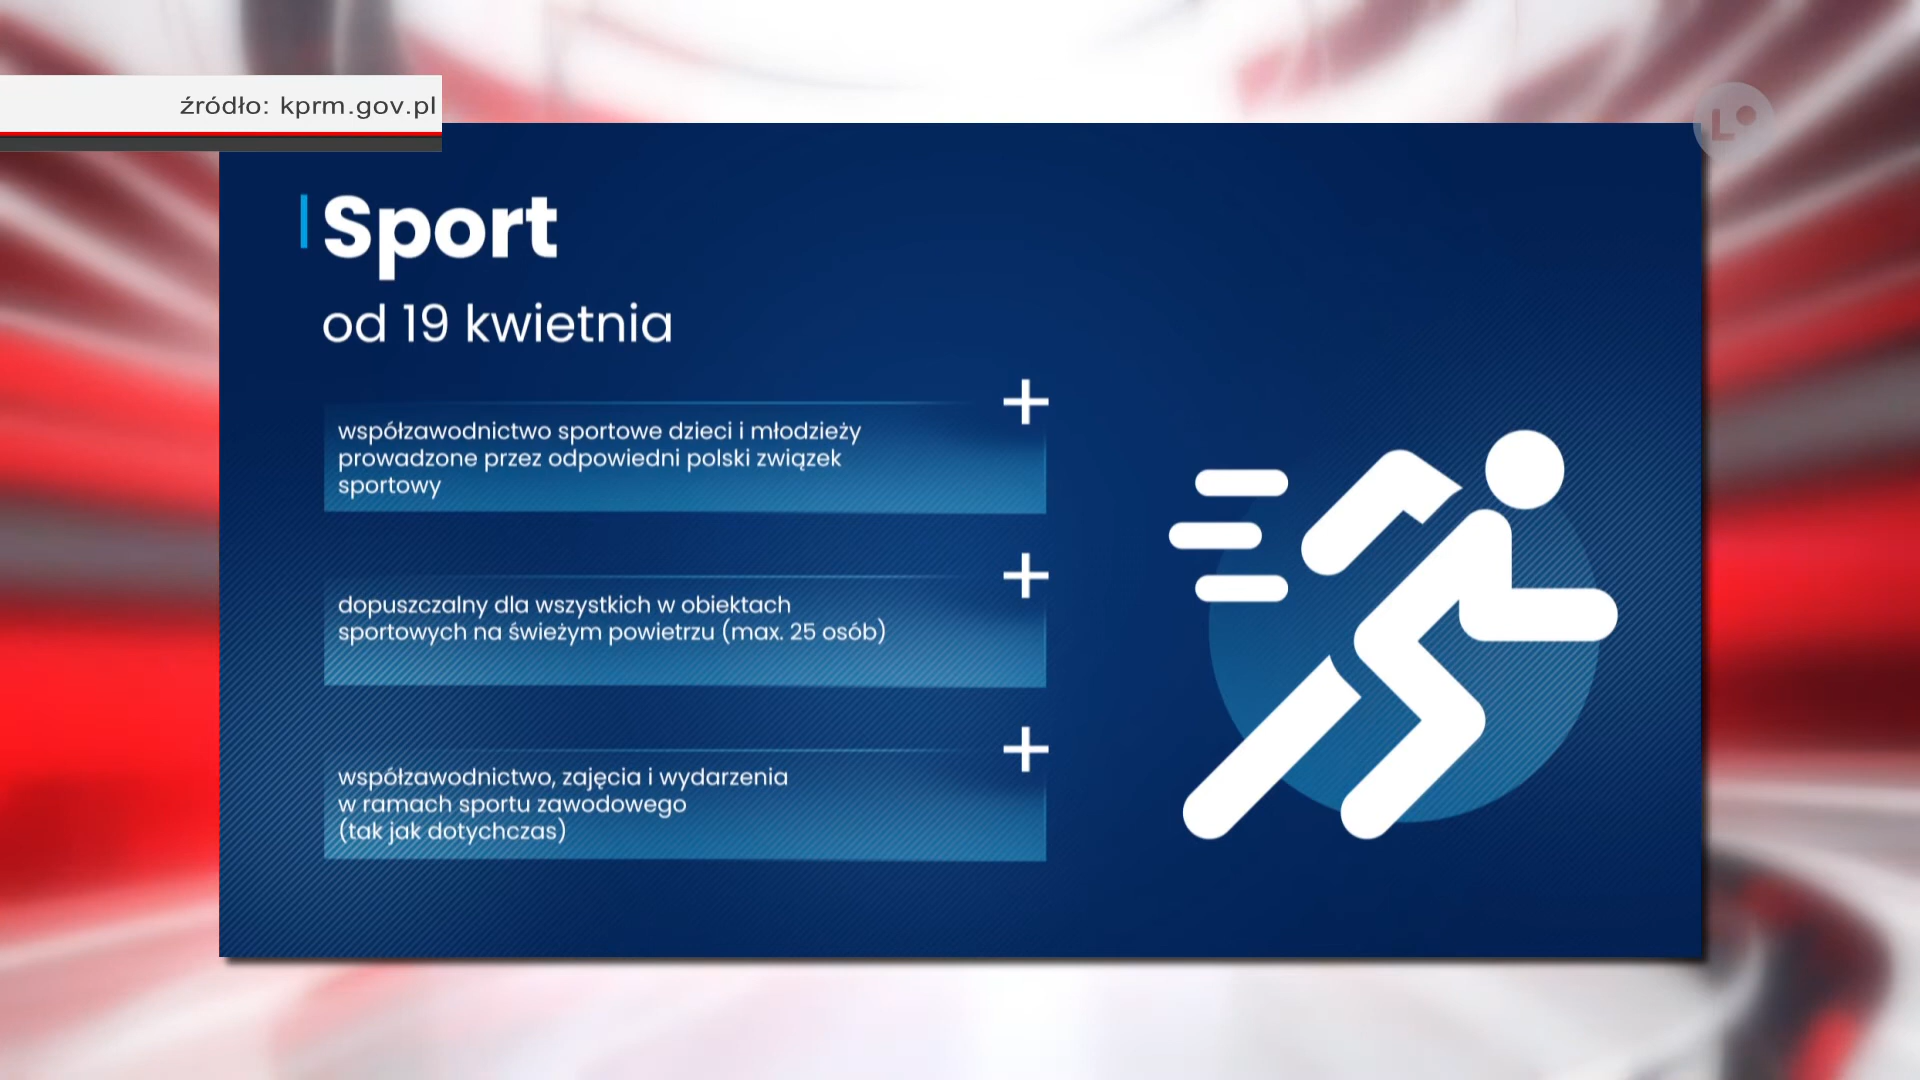 źródło: kprm.gov.pl
L
Sport
od 19 kwietnia
współzawodnictwo sportowe dzieci i młodzieży
prowadzone przez odpowiedni polski związek
sportowy
dopuszczalny dla wszystkich w obiektach
sportowych na świeżym powietrzu (max. 25 osób)
współzawodnictwo, zajęcia i wydarzenia
w ramach sportu zawodowego
(tak jak dotychczas)